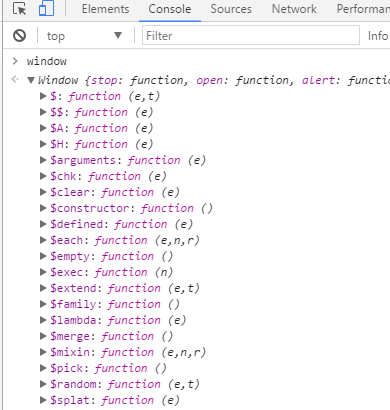 Elements Console Sources Network Performan
top ▼ Filter Info
> window
▼ Window {stop: function, open: function, alert: functio
▶ $: function (e,t)
▶ $$: function (e)
▶ $A: function (e)
▶ $H: function (e)
▶ $arguments: function (e)
▶ $chk: function (e)
▶ $clear: function (e)
▶ $constructor: function ()
▶ $defined: function (e)
▶ $each: function (e,n,r)
▶ $empty: function ()
▶ $exec: function (n)
▶ $extend: function (e,t)
▶ $family: function ()
▶ $lambda: function (e)
▶ $merge: function ()
▶ $mixin: function (e,n,r)
▶ $pick: function ()
▶ $random: function (e,t)
▶ $splat: function (e)